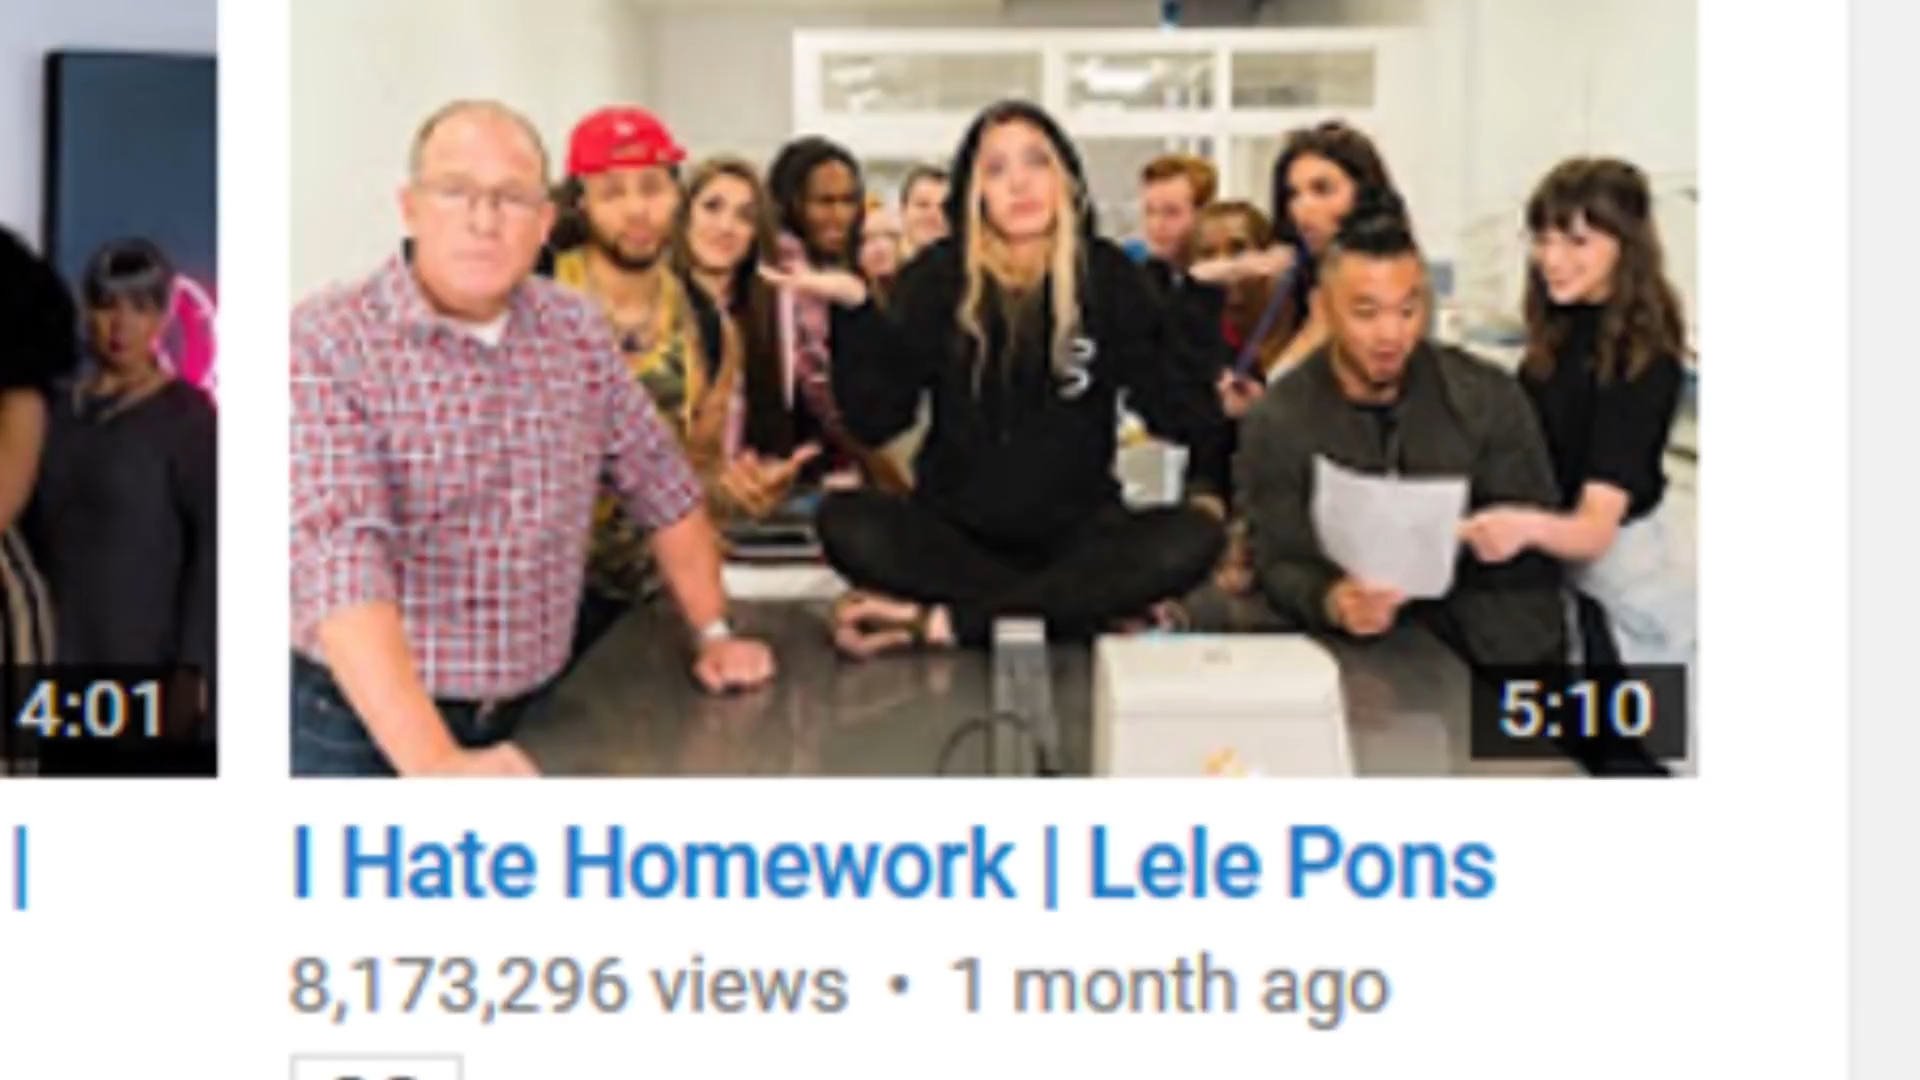 4:01
5:10
|
I Hate Homework | Lele Pons
8,173,296 views • 1 month ago